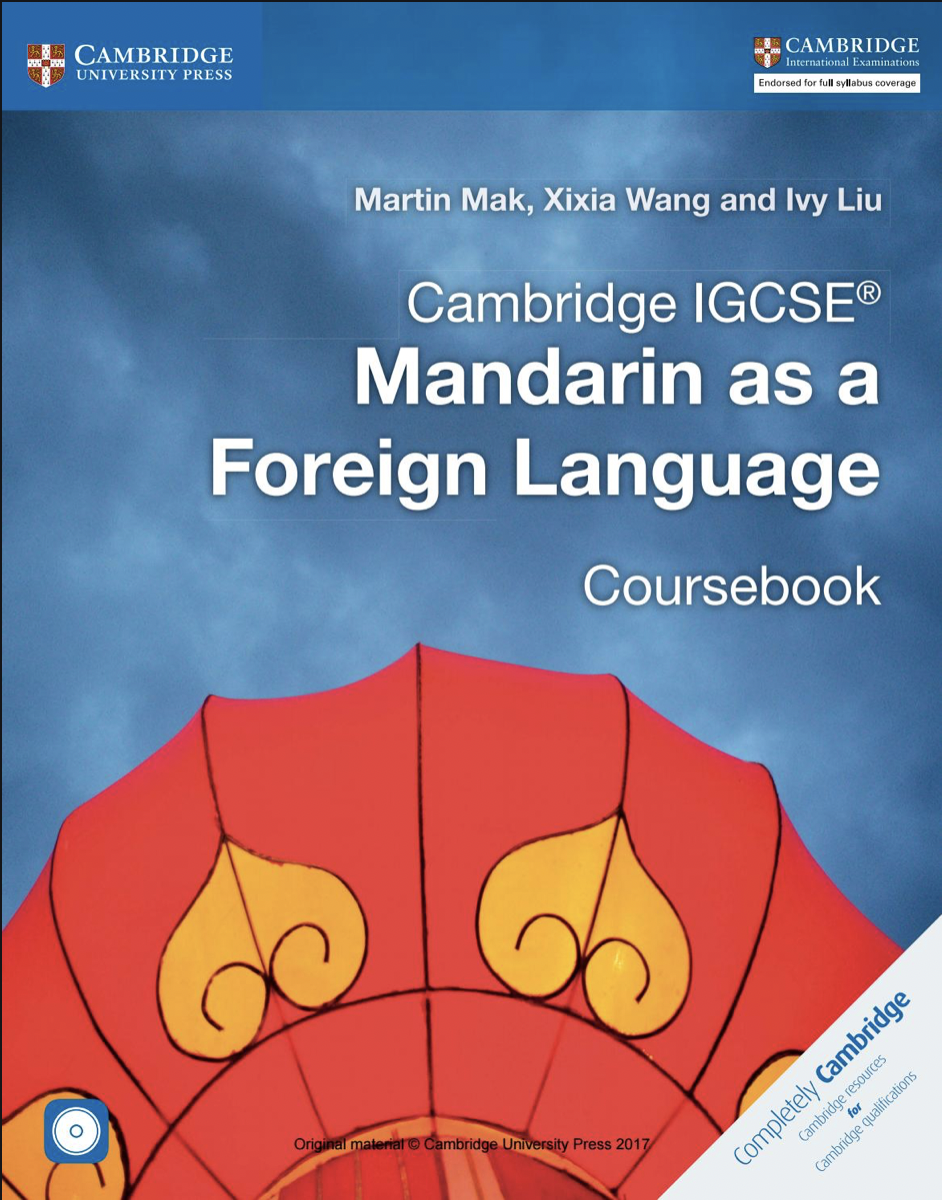 CAMBRIDGE
UNIVERSITY PRESS
CAMBRIDGE
International Examinations
Endorsed for full syllabus coverage
Martin Mak, Xixia Wang and Ivy Liu
Cambridge IGCSE®
Mandarin as a
Foreign Language
Coursebook
Completely Cambridge
Cambridge resources
for
Cambridge qualifications
Original material © Cambridge University Press 2017